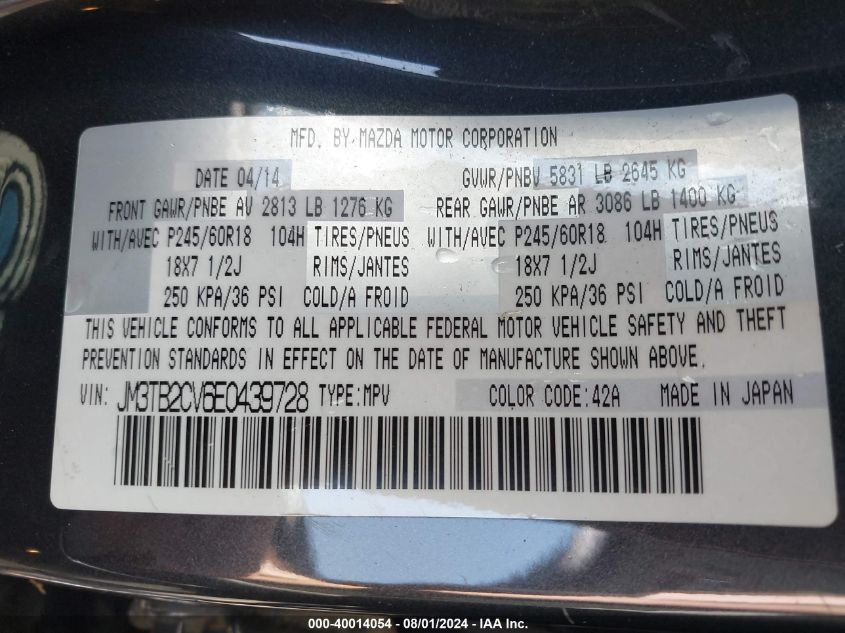 MFD. BY MAZDA MOTOR CORPORATION
DATE 04/14 GVWR/PNBV 5831 LB 2645 KG
FRONT GAWR/PNBE AV 2813 LB 1276 KG REAR GAWR/PNBE AR 3086 LB 1400 KG
WITH/AVEC P245/60R18 104H TIRES/PNEUS WITH/AVEC P245/60R18 104H TIRES/PNEUS
18X7 1/2J RIMS/JANTES 18X7 1/2J RIMS/JANTES
250 KPA/36 PSI COLD/A FROID 250 KPA/36 PSI COLD/A FROID
THIS VEHICLE CONFORMS TO ALL APPLICABLE FEDERAL MOTOR VEHICLE SAFETY AND THEFT
PREVENTION STANDARDS IN EFFECT ON THE DATE OF MANUFACTURE SHOWN ABOVE.
VIN: JM3TB2CV6E0439728 TYPE:MPV COLOR CODE:42A MADE IN JAPAN
000-40014054 - 08/01/2024 - IAA Inc.